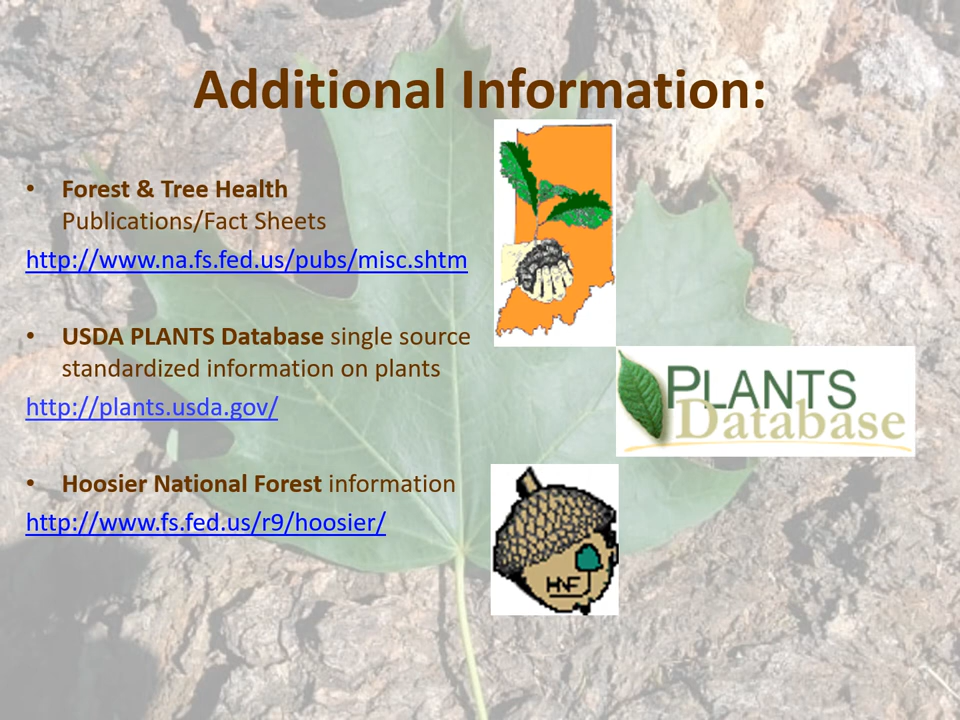 Additional Information:
• Forest & Tree Health
Publications/Fact Sheets
http://www.na.fs.fed.us/pubs/misc.shtm
• USDA PLANTS Database single source
standardized information on plants
http://plants.usda.gov/
PLANTS
Database
• Hoosier National Forest information
http://www.fs.fed.us/r9/hoosier/
HNF